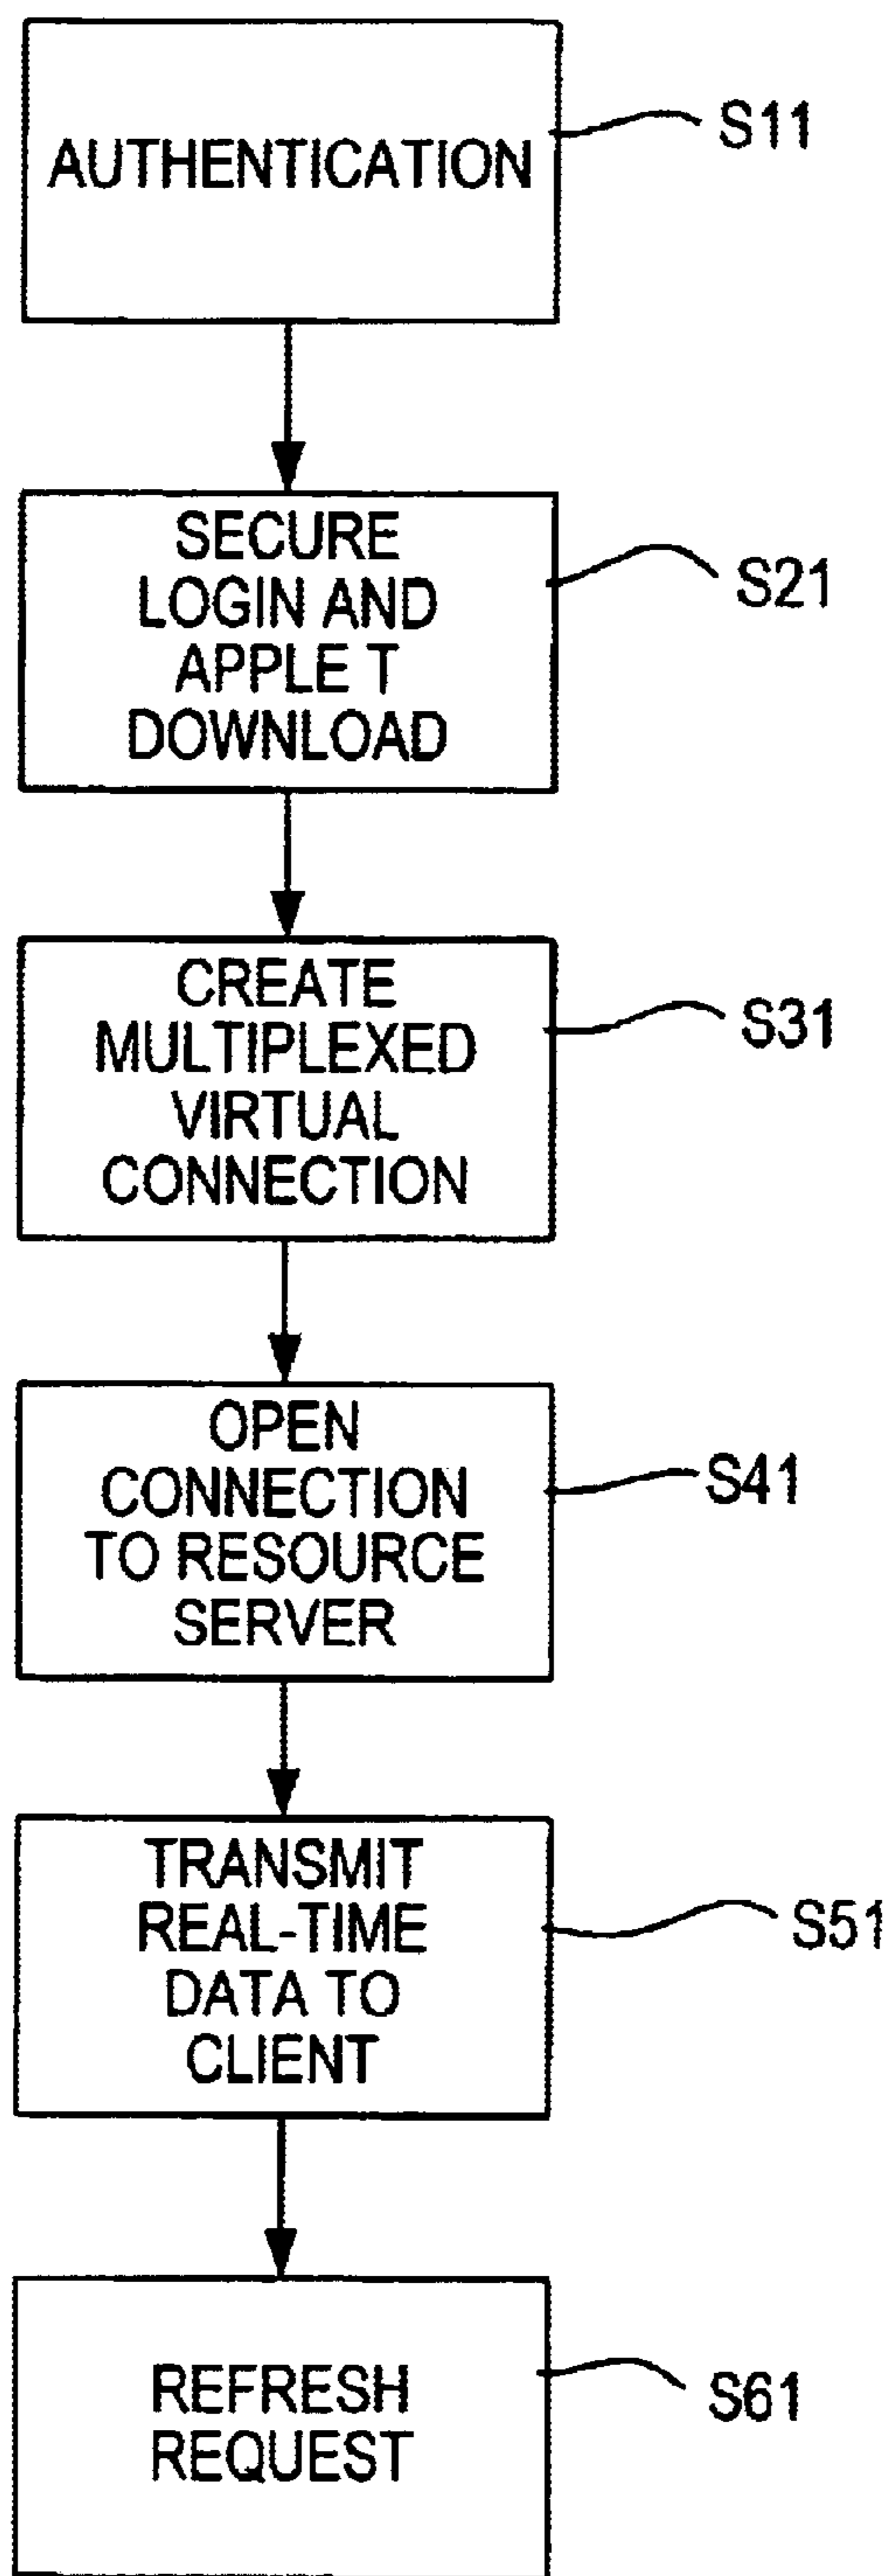 AUTHENTICATION
S11
SECURE
LOGIN AND
APPLE T
DOWNLOAD
S21
CREATE
MULTIPLEXED
VIRTUAL
CONNECTION
S31
OPEN
CONNECTION
TO RESOURCE
SERVER
S41
TRANSMIT
REAL-TIME
DATA TO
CLIENT
S51
REFRESH
REQUEST
S61